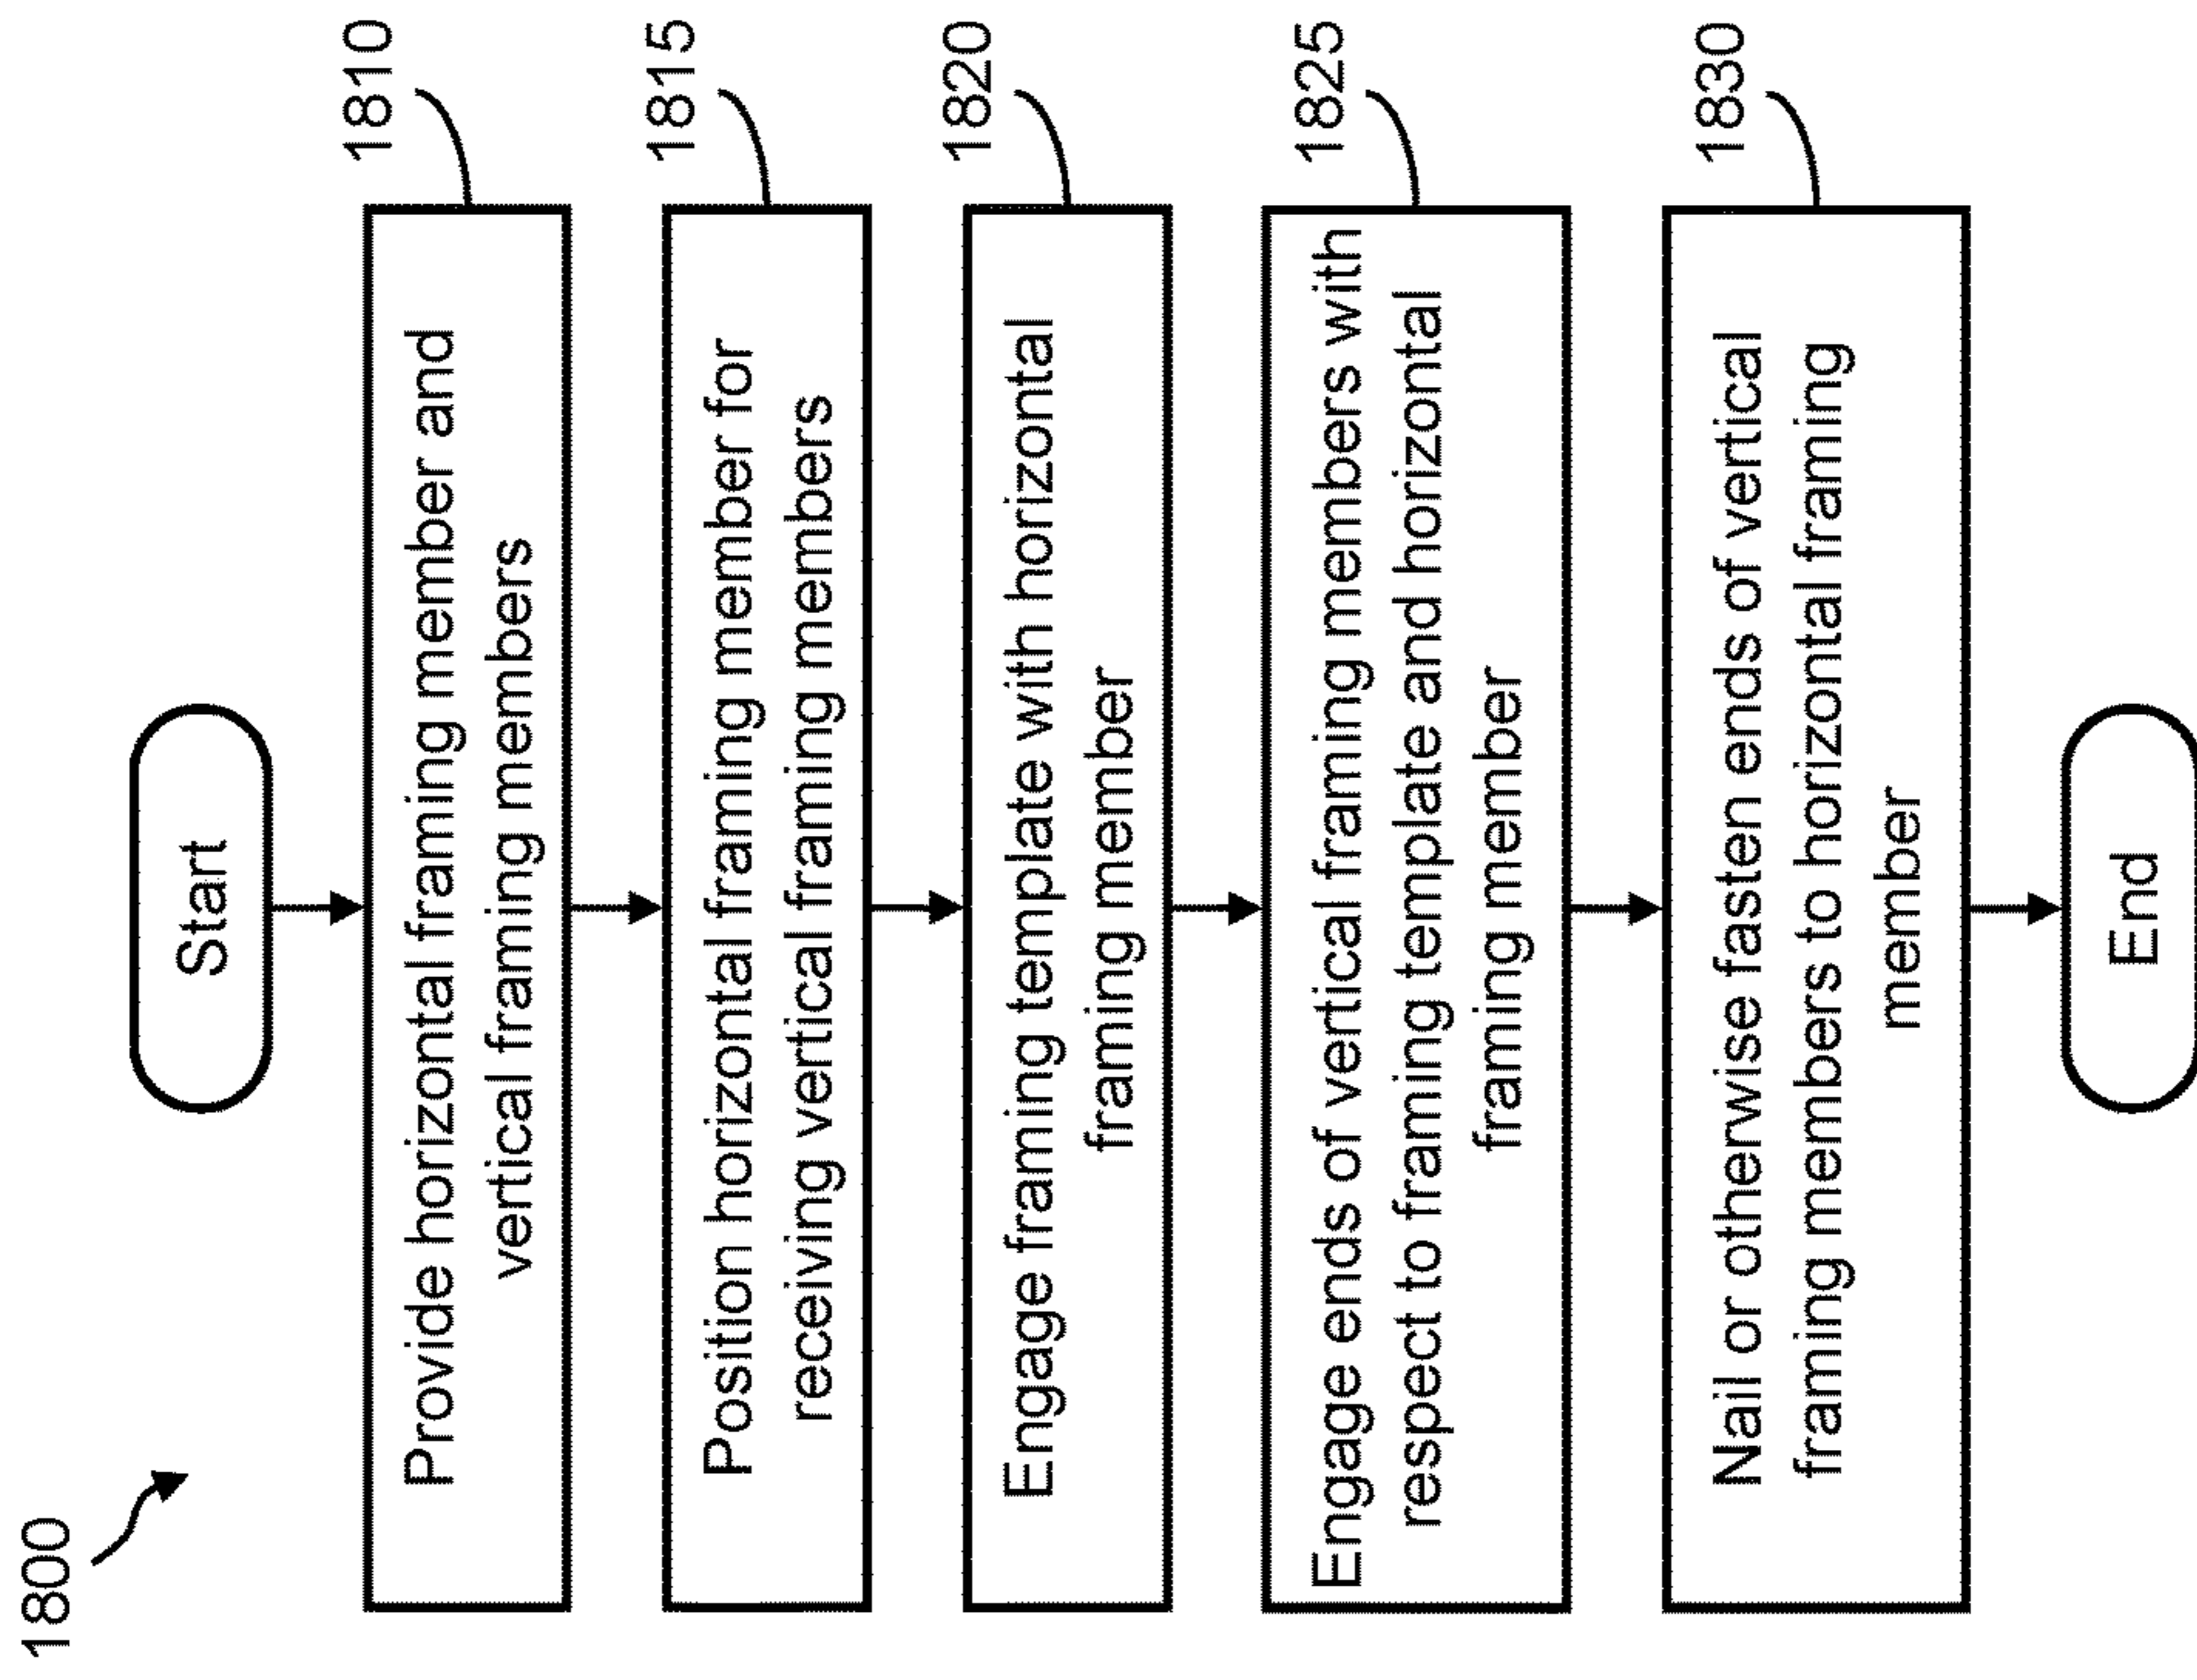 1800
Start
1810
Provide horizontal framing member and
vertical framing members
1815
Position horizontal framing member for
receiving vertical framing members
1820
Engage framing template with horizontal
framing member
1825
Engage ends of vertical framing members with
respect to framing template and horizontal
framing member
1830
Nail or otherwise fasten ends of vertical
framing members to horizontal framing
member
End